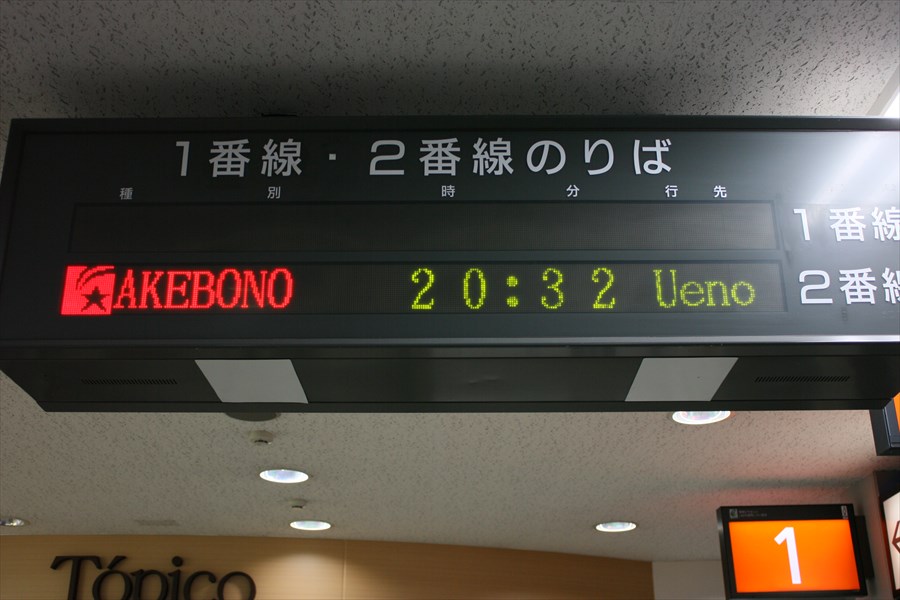 1番線・2番線のりば
種別 時分 行先
1番線
AKEBONO 20:32 Ueno
2番線
1
Tópico